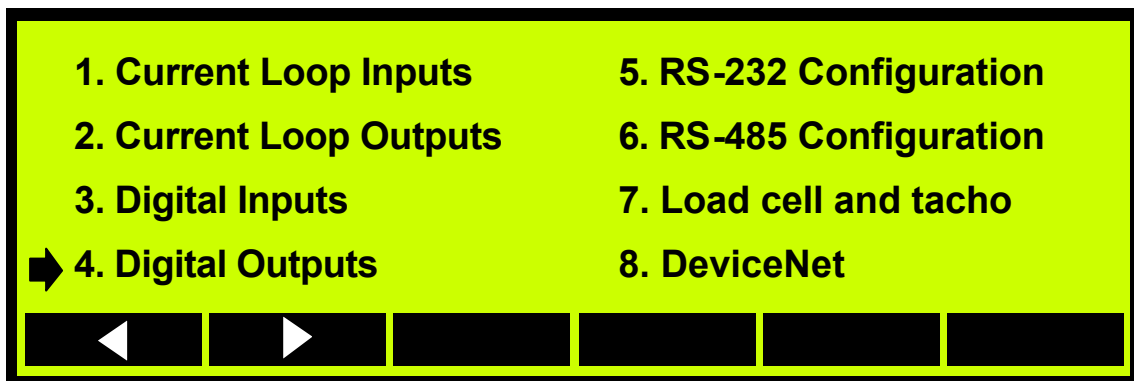 1. Current Loop Inputs
2. Current Loop Outputs
3. Digital Inputs
4. Digital Outputs
5. RS-232 Configuration
6. RS-485 Configuration
7. Load cell and tacho
8. DeviceNet